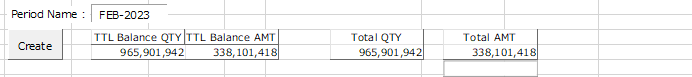 Period Name : FEB-2023
Create
TTL Balance QTY TTL Balance AMT Total QTY Total AMT
965,901,942 338,101,418 965,901,942 338,101,418